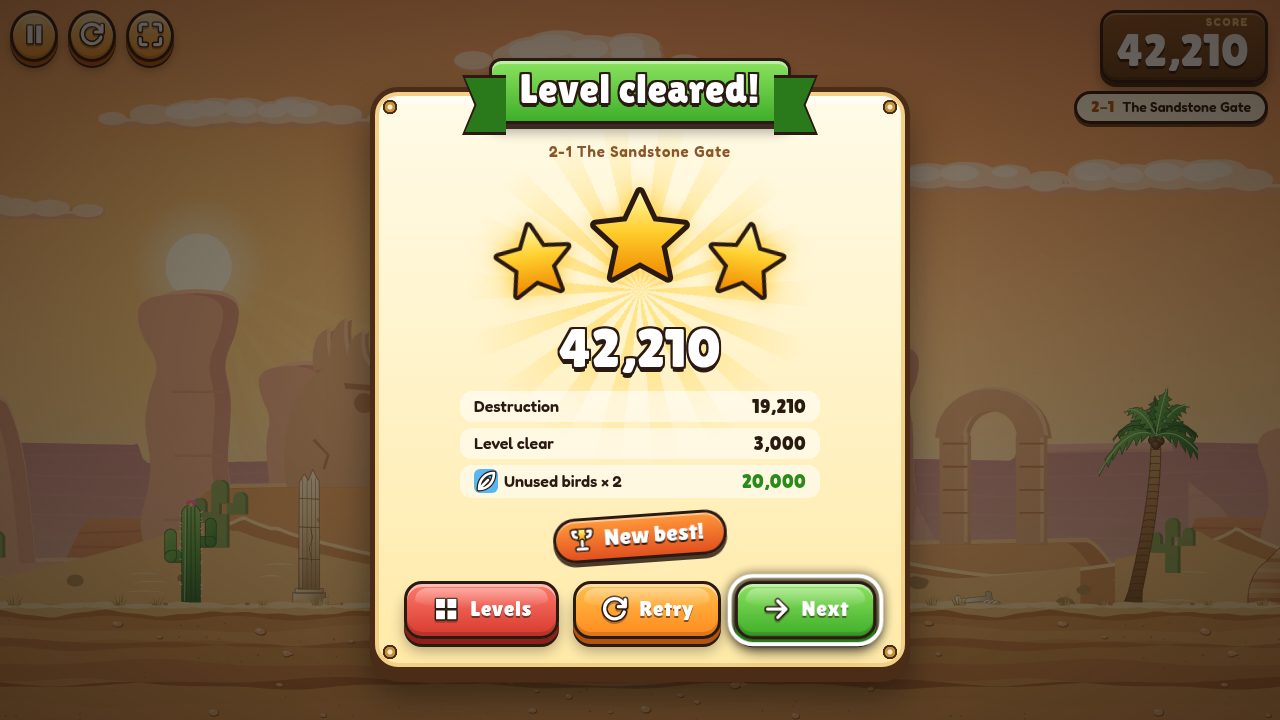 SCORE
42,210
2-1 The Sandstone Gate
Level cleared!
2-1 The Sandstone Gate
42,210
Destruction 19,210
Level clear 3,000
Unused birds × 2 20,000
New best!
Levels Retry Next